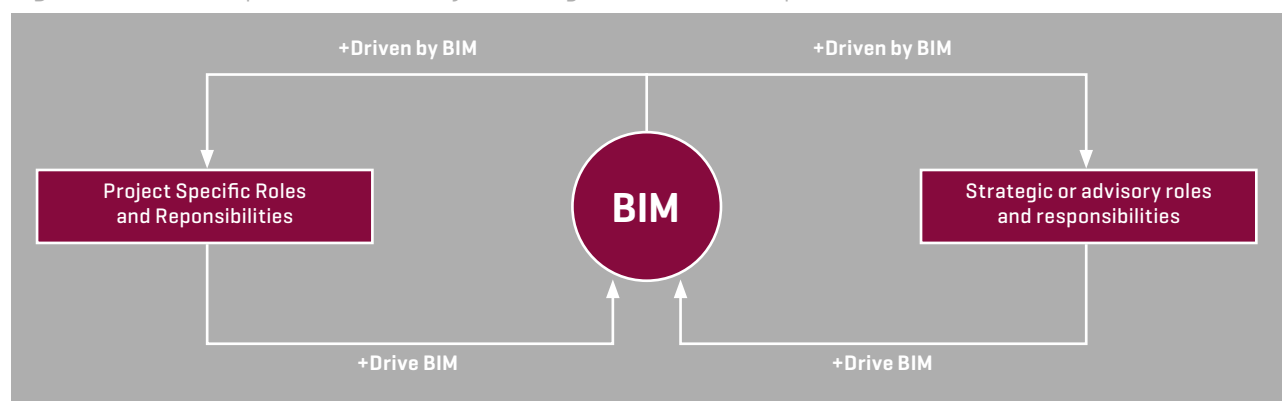 +Driven by BIM
+Driven by BIM
Project Specific Roles
and Reponsibilities
BIM
Strategic or advisory roles
and responsibilities
+Drive BIM
+Drive BIM